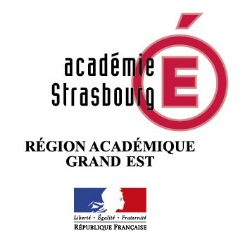 académie
Strasbourg É
RÉGION ACADÉMIQUE
GRAND EST
Liberté • Égalité • Fraternité
RÉPUBLIQUE FRANÇAISE